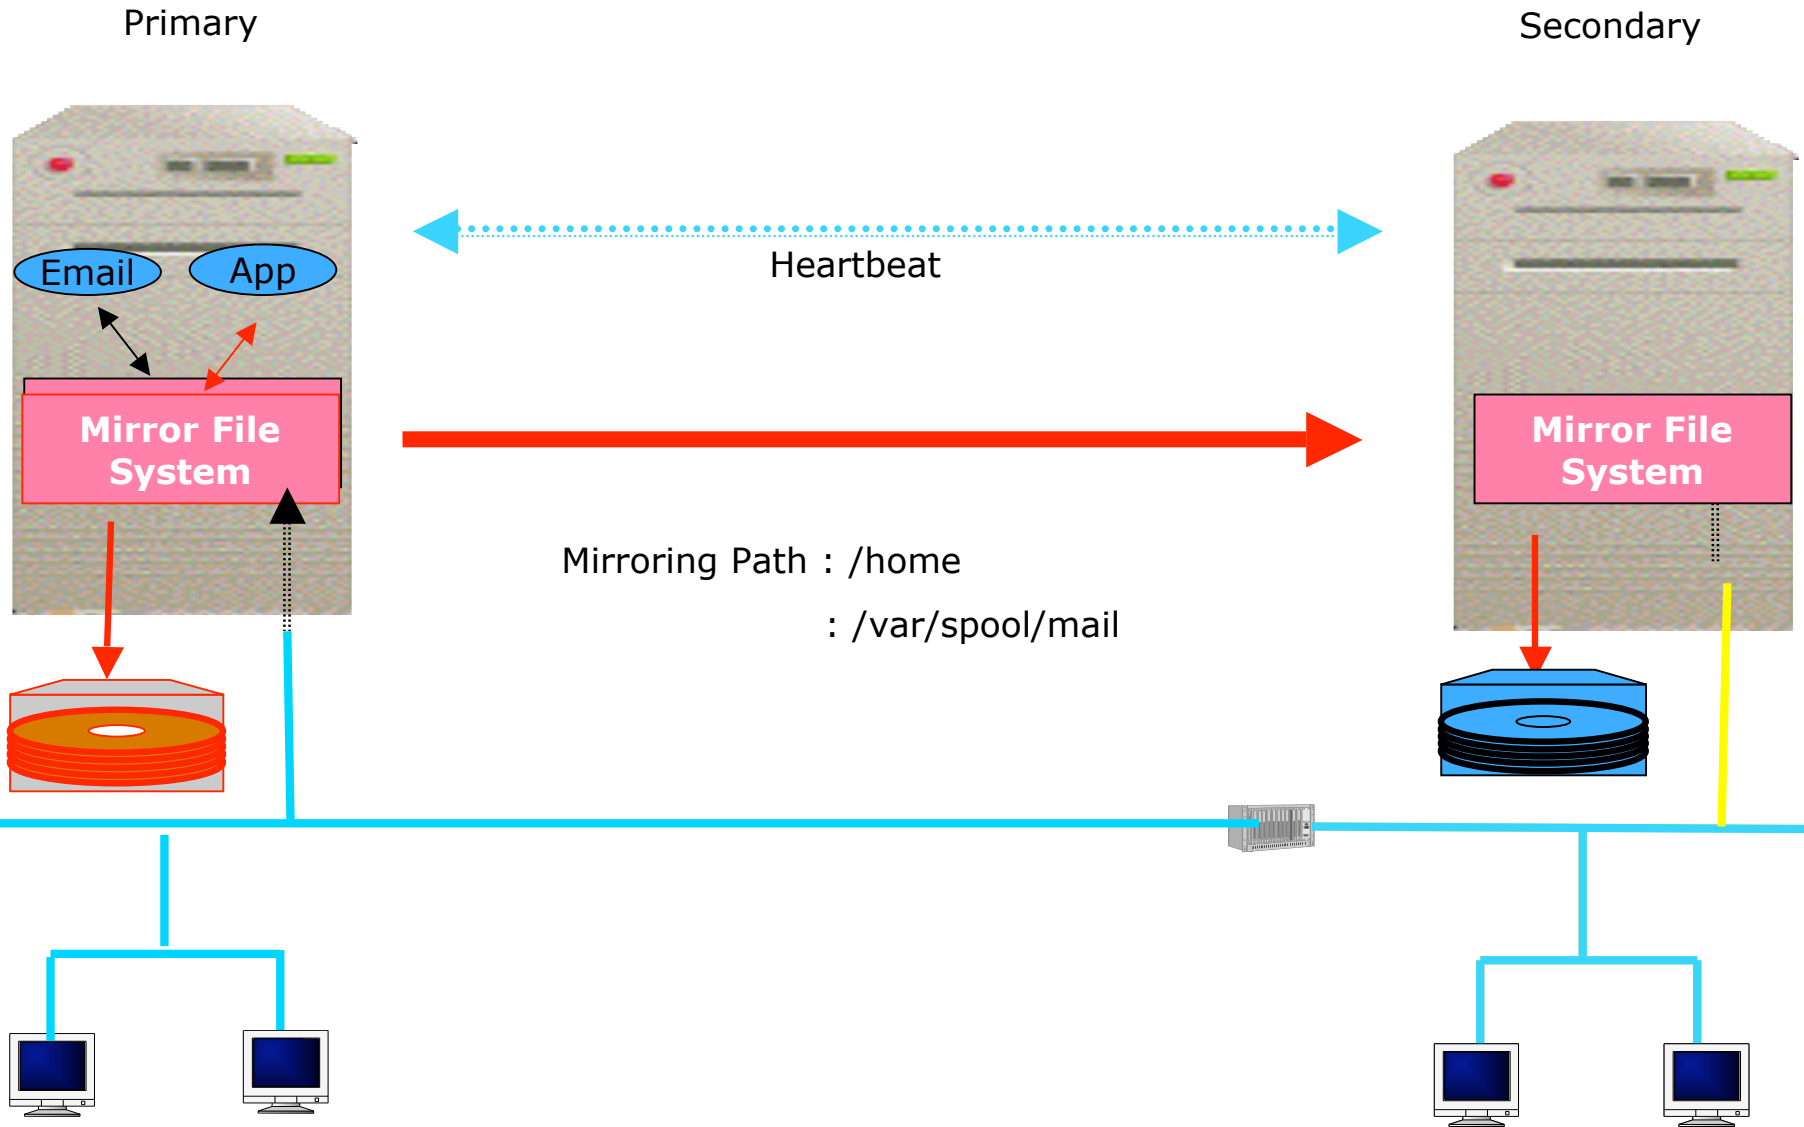 Primary
Secondary
Heartbeat
Email
App
Mirror File
System
Mirror File
System
Mirroring Path : /home
: /var/spool/mail